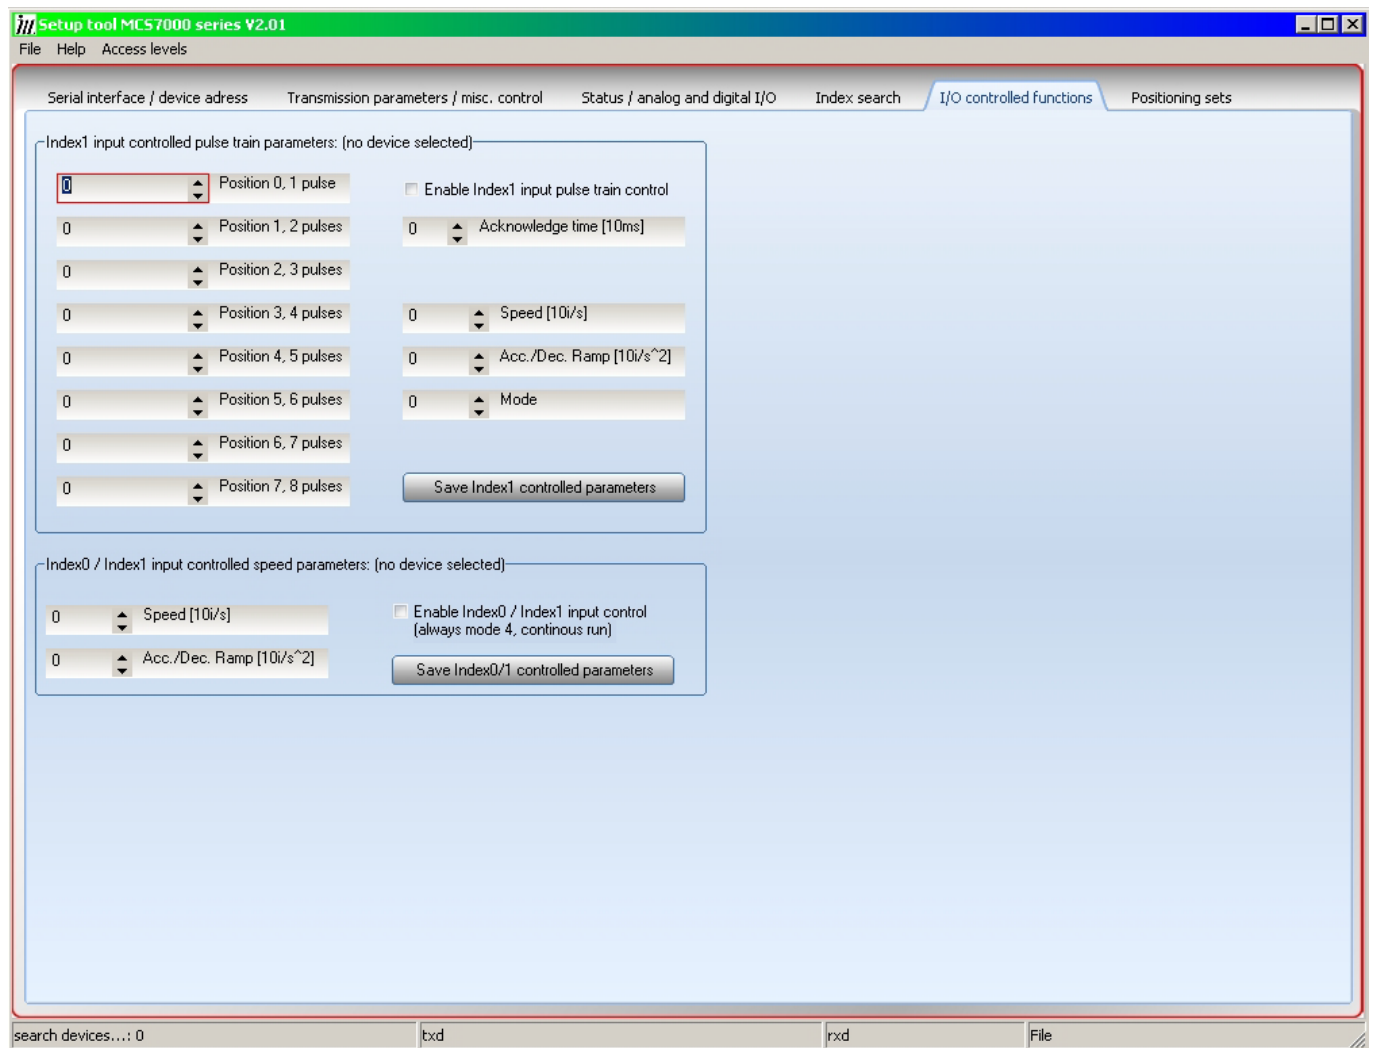 Setup tool MCS7000 series V2.01
File Help Access levels
Serial interface / device adress Transmission parameters / misc. control Status / analog and digital I/O Index search I/O controlled functions Positioning sets
Index1 input controlled pulse train parameters: (no device selected)
0 Position 0, 1 pulse Enable Index1 input pulse train control
0 Position 1, 2 pulses 0 Acknowledge time [10ms]
0 Position 2, 3 pulses
0 Position 3, 4 pulses 0 Speed [10i/s]
0 Position 4, 5 pulses 0 Acc./Dec. Ramp [10i/s^2]
0 Position 5, 6 pulses 0 Mode
0 Position 6, 7 pulses
0 Position 7, 8 pulses Save Index1 controlled parameters
Index0 / Index1 input controlled speed parameters: (no device selected)
0 Speed [10i/s] Enable Index0 / Index1 input control
(always mode 4, continous run)
0 Acc./Dec. Ramp [10i/s^2] Save Index0/1 controlled parameters
search devices...: 0 txd rxd File